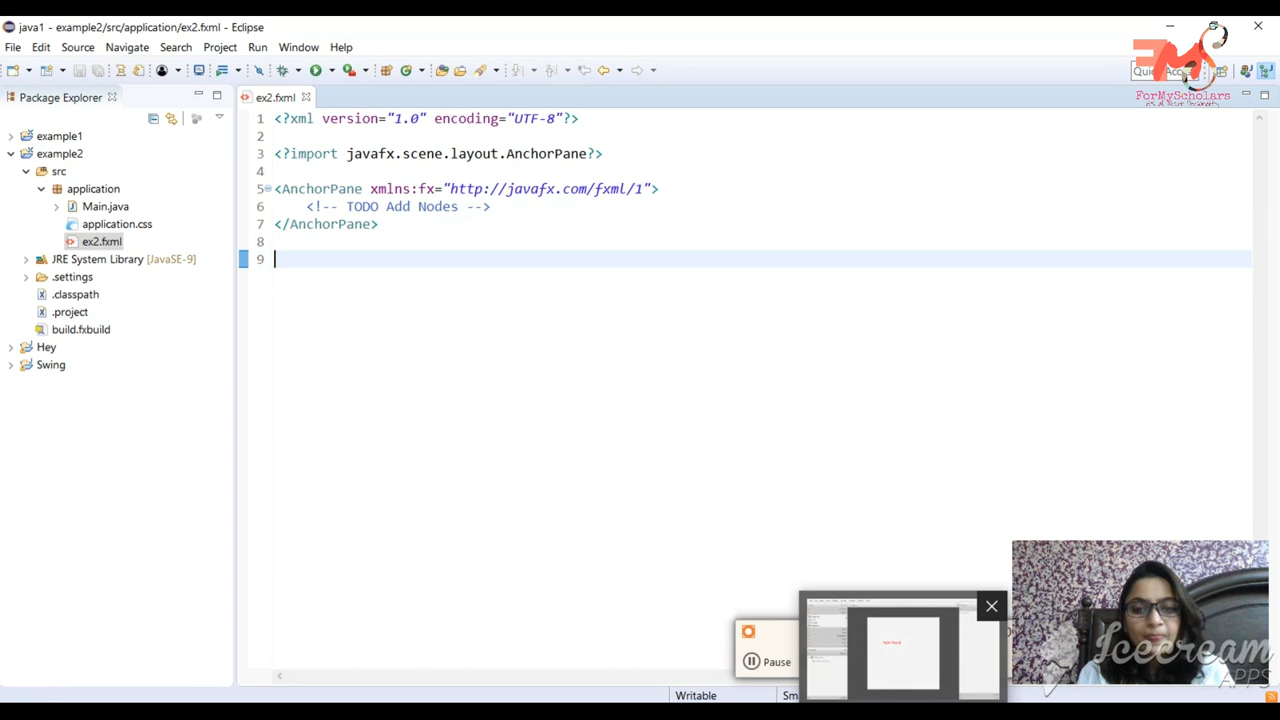 java1 - example2/src/application/ex2.fxml - Eclipse
File Edit Source Navigate Search Project Run Window Help
ForMyScholars
Package Explorer
ex2.fxml
example1
example2
src
application
Main.java
application.css
ex2.fxml
JRE System Library [JavaSE-9]
.settings
.classpath
.project
build.fxbuild
Hey
Swing
1 <?xml version="1.0" encoding="UTF-8"?>
2
3 <?import javafx.scene.layout.AnchorPane?>
4
5 <AnchorPane xmlns:fx="http://javafx.com/fxml/1">
6 <!-- TODO Add Nodes -->
7 </AnchorPane>
8
9
Pause
Icecream
APPS
Writable